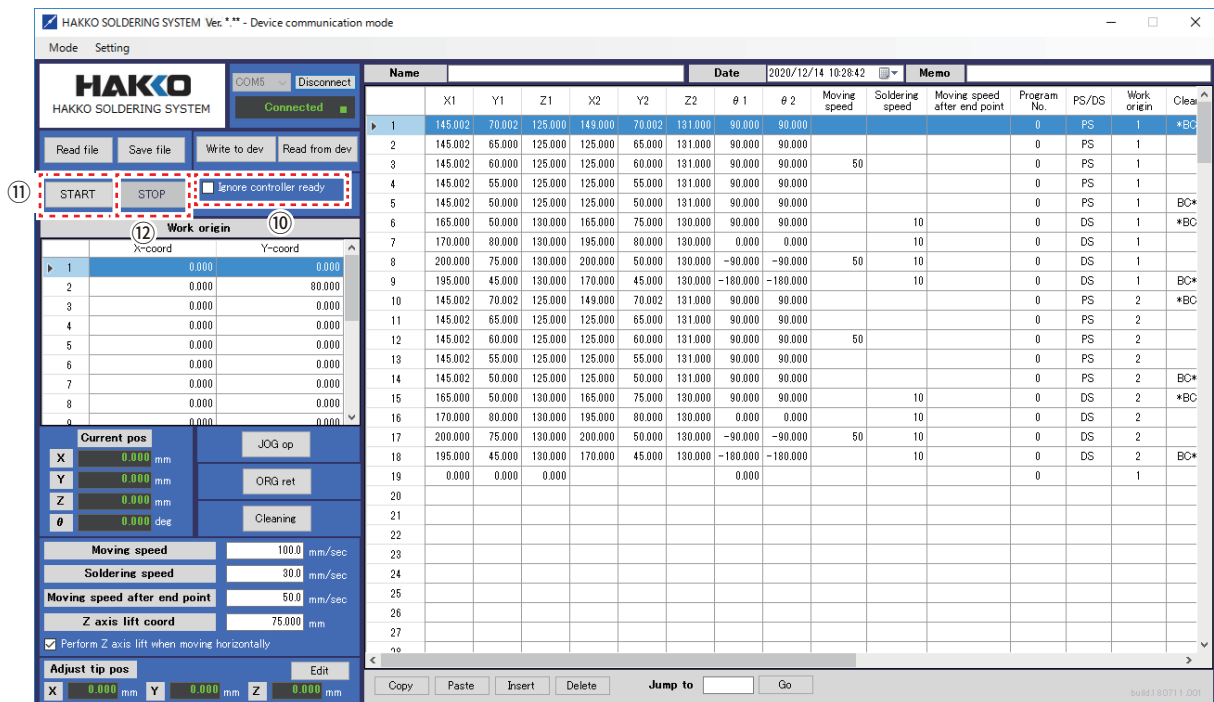 HAKKO SOLDERING SYSTEM Ver. *.** - Device communication mode
Mode Setting
HAKKO
HAKKO SOLDERING SYSTEM
COM5 Disconnect
Connected
Read file Save file Write to dev Read from dev
⑪ START STOP Ignore controller ready
⑫ ⑩
Work origin
X-coord Y-coord
1 0.000 0.000
2 0.000 80.000
3 0.000 0.000
4 0.000 0.000
5 0.000 0.000
6 0.000 0.000
7 0.000 0.000
8 0.000 0.000
9 0.000 0.000
Current pos
X 0.000 mm
Y 0.000 mm
Z 0.000 mm
θ 0.000 deg
JOG op
ORG ret
Cleaning
Moving speed 100.0 mm/sec
Soldering speed 30.0 mm/sec
Moving speed after end point 50.0 mm/sec
Z axis lift coord 75.000 mm
Perform Z axis lift when moving horizontally
Adjust tip pos Edit
X 0.000 mm Y 0.000 mm Z 0.000 mm
Name Date 2020/12/14 10:28:42 Memo
X1 Y1 Z1 X2 Y2 Z2 θ 1 θ 2 Moving speed Soldering speed Moving speed after end point Program No. PS/DS Work origin Clea
1 145.002 70.002 125.000 149.000 70.002 131.000 90.000 90.000 0 PS 1 *BC
2 145.002 65.000 125.000 125.000 65.000 131.000 90.000 90.000 0 PS 1
3 145.002 60.000 125.000 125.000 60.000 131.000 90.000 90.000 50 0 PS 1
4 145.002 55.000 125.000 125.000 55.000 131.000 90.000 90.000 0 PS 1
5 145.002 50.000 125.000 125.000 50.000 131.000 90.000 90.000 0 PS 1 BC*
6 165.000 50.000 130.000 165.000 75.000 130.000 90.000 90.000 10 0 DS 1 *BC
7 170.000 80.000 130.000 195.000 80.000 130.000 0.000 0.000 10 0 DS 1
8 200.000 75.000 130.000 200.000 50.000 130.000 -90.000 -90.000 50 10 0 DS 1
9 195.000 45.000 130.000 170.000 45.000 130.000 -180.000 -180.000 10 0 DS 1 BC*
10 145.002 70.002 125.000 149.000 70.002 131.000 90.000 90.000 0 PS 2 *BC
11 145.002 65.000 125.000 125.000 65.000 131.000 90.000 90.000 0 PS 2
12 145.002 60.000 125.000 125.000 60.000 131.000 90.000 90.000 50 0 PS 2
13 145.002 55.000 125.000 125.000 55.000 131.000 90.000 90.000 0 PS 2
14 145.002 50.000 125.000 125.000 50.000 131.000 90.000 90.000 0 PS 2 BC*
15 165.000 50.000 130.000 165.000 75.000 130.000 90.000 90.000 10 0 DS 2 *BC
16 170.000 80.000 130.000 195.000 80.000 130.000 0.000 0.000 10 0 DS 2
17 200.000 75.000 130.000 200.000 50.000 130.000 -90.000 -90.000 50 10 0 DS 2
18 195.000 45.000 130.000 170.000 45.000 130.000 -180.000 -180.000 10 0 DS 2 BC*
19 0.000 0.000 0.000 0.000 0 1
20
21
22
23
24
25
26
27
28
Copy Paste Insert Delete Jump to Go
build.180711.001